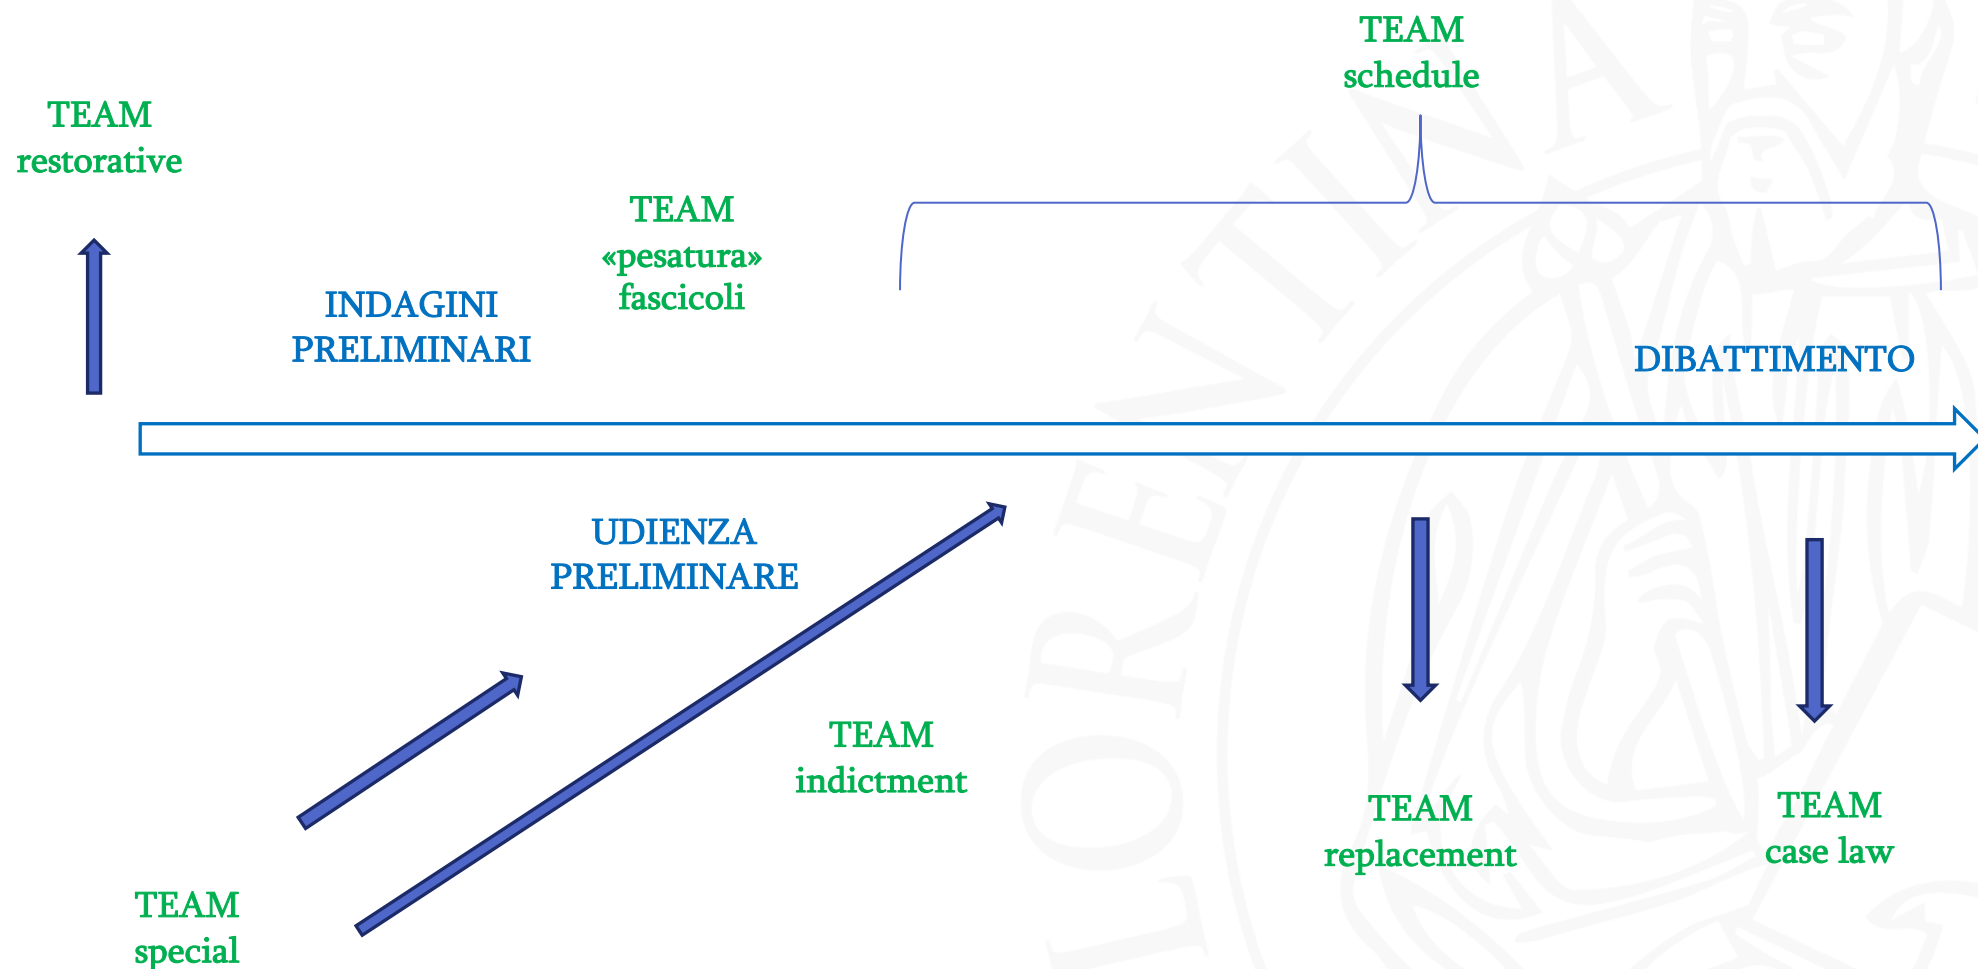 TEAM
schedule
TEAM
restorative
TEAM
«pesatura»
fascicoli
INDAGINI
PRELIMINARI
DIBATTIMENTO
UDIENZA
PRELIMINARE
TEAM
indictment
TEAM
replacement
TEAM
case law
TEAM
special
LORENTINA